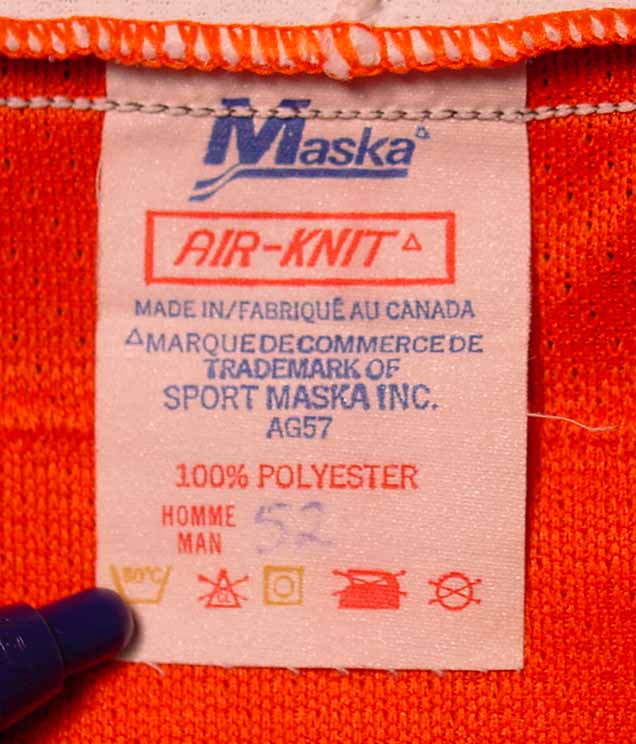 Maska
AIR-KNIT
MADE IN/FABRIQUÉ AU CANADA
MARQUE DE COMMERCE DE
TRADEMARK OF
SPORT MASKA INC.
AG57
100% POLYESTER
HOMME
MAN 52
50°C